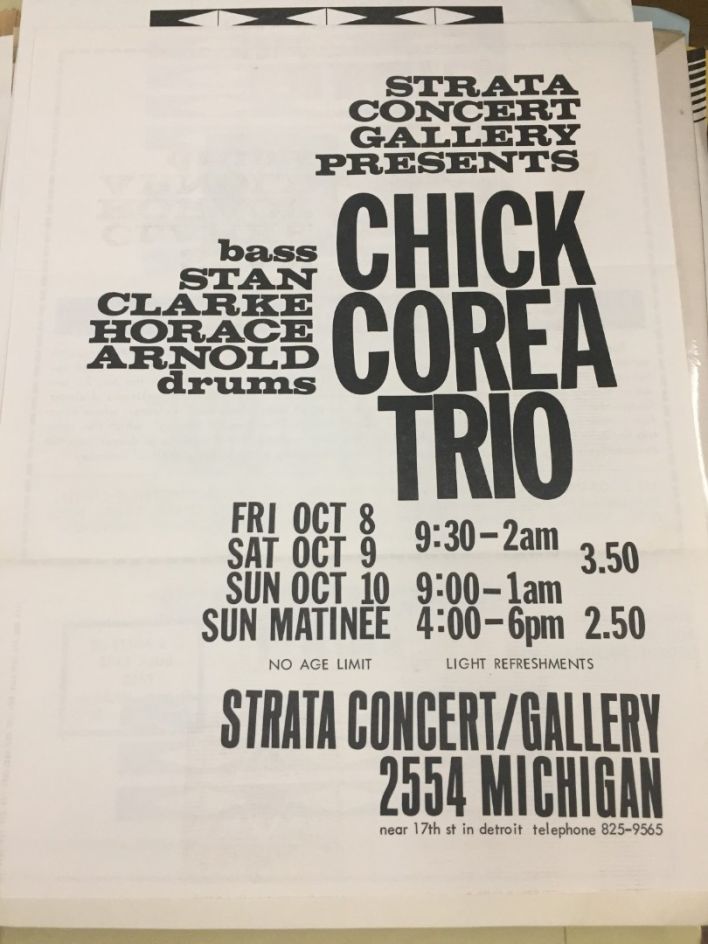 STRATA
CONCERT
GALLERY
PRESENTS
CHICK
COREA
TRIO
bass
STAN
CLARKE
HORACE
ARNOLD
drums
FRI OCT 8
SAT OCT 9
9:30-2am
3.50
SUN OCT 10 9:00-1am
SUN MATINEE 4:00-6pm 2.50
NO AGE LIMIT LIGHT REFRESHMENTS
STRATA CONCERT/GALLERY
2554 MICHIGAN
near 17th st in detroit telephone 825-9565